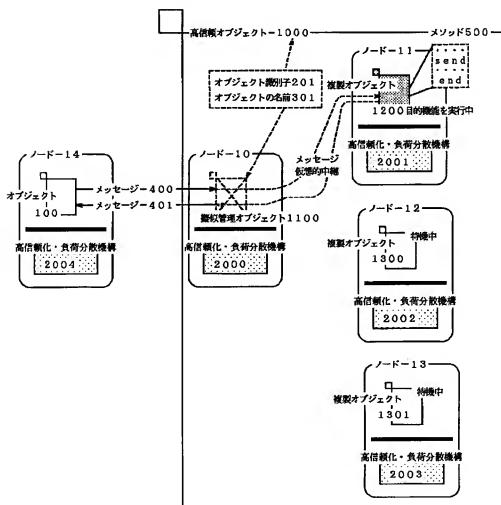 高信頼オブジェクト-1000
メソッド500
ノード-11
send
end
オブジェクト識別子201
オブジェクトの名前301
複製オブジェクト
1200目的機能を実行中
高信頼化・負荷分散機構
2001
ノード-14
ノード-10
メッセージ
仮想的中継
オブジェクト
100
メッセージ-400
メッセージ-401
擬似管理オブジェクト1100
高信頼化・負荷分散機構
2004
高信頼化・負荷分散機構
2000
ノード-12
待機中
複製オブジェクト
1300
高信頼化・負荷分散機構
2002
ノード-13
待機中
複製オブジェクト
1301
高信頼化・負荷分散機構
2003